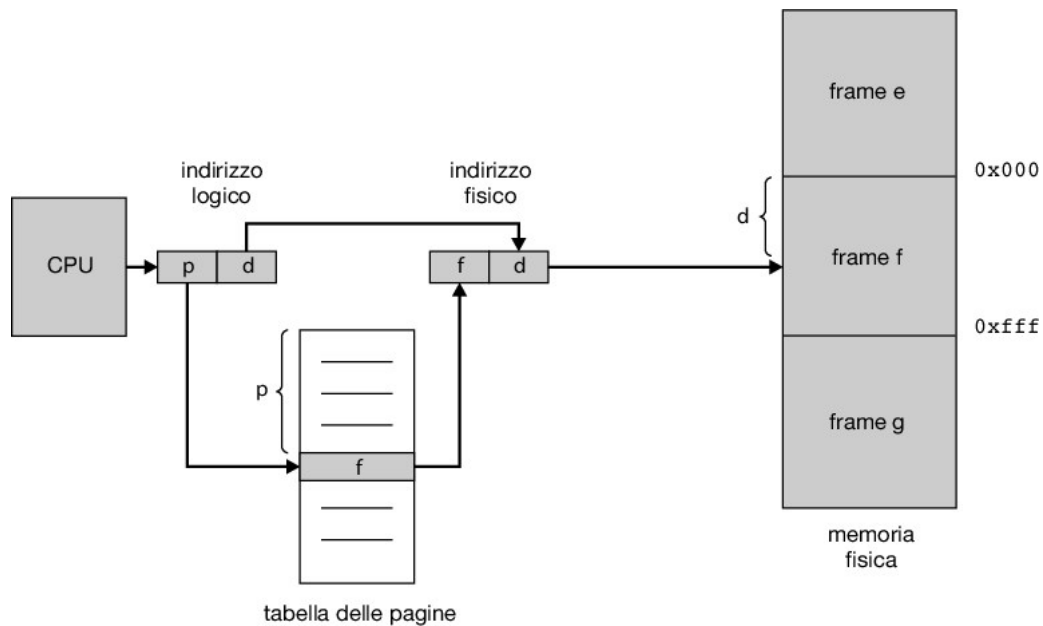 frame e
0x000
indirizzo
logico
indirizzo
fisico
d
CPU
p
d
f
d
frame f
0xfff
p
f
frame g
memoria
fisica
tabella delle pagine